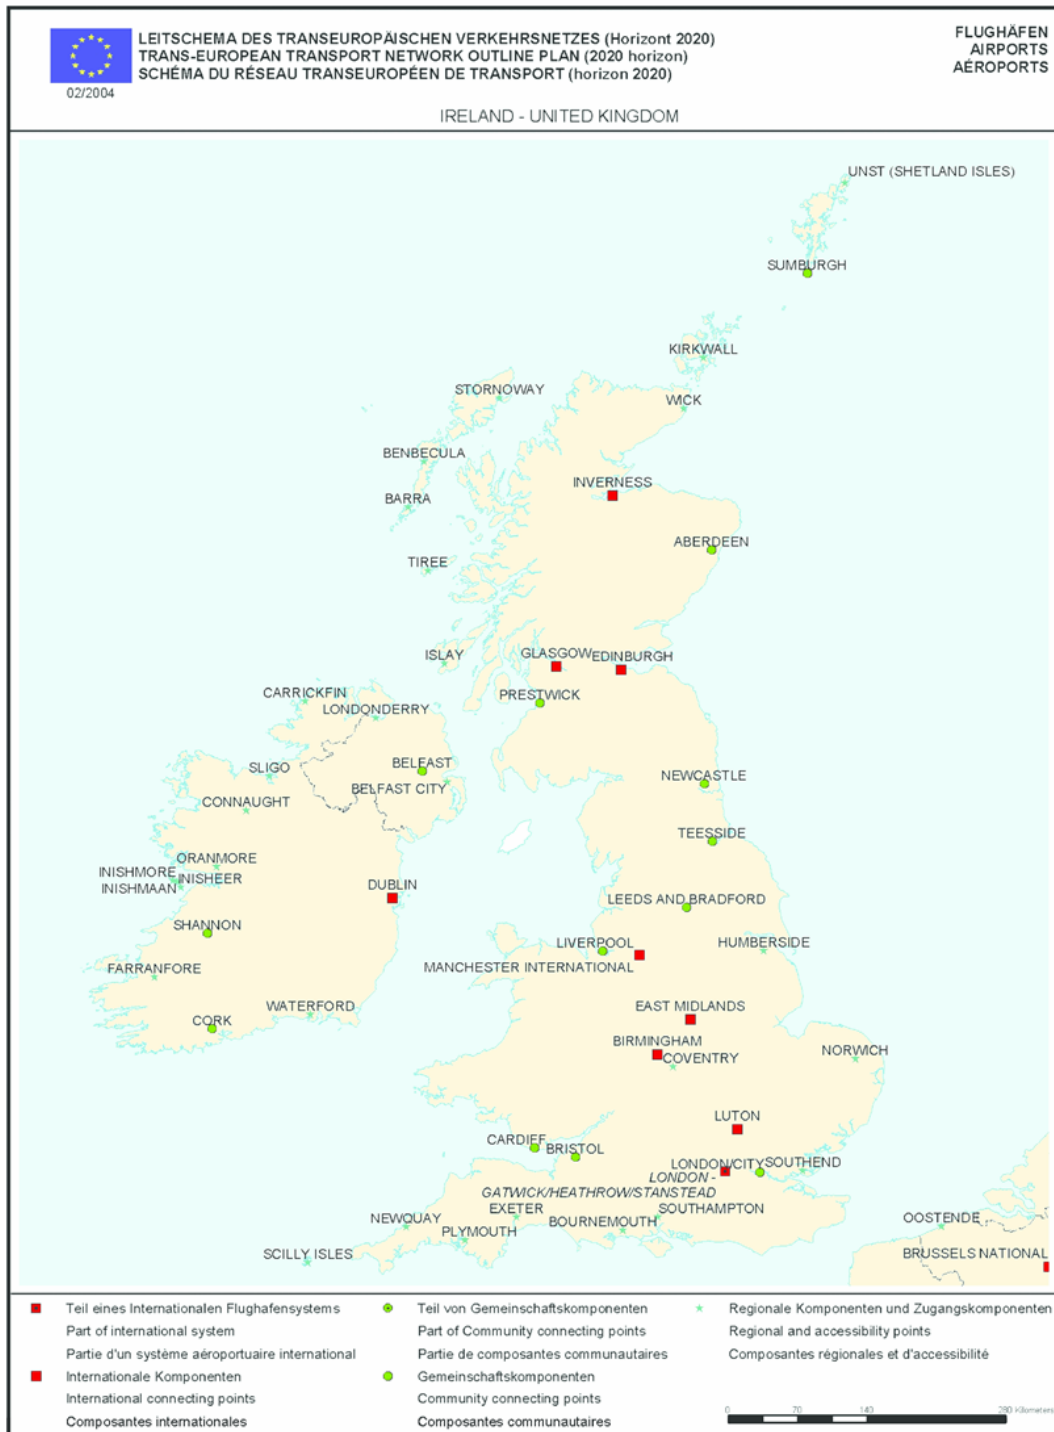 LEITSCHEMA DES TRANSEUROPÄISCHEN VERKEHRSNETZES (Horizont 2020)
TRANS-EUROPEAN TRANSPORT NETWORK OUTLINE PLAN (2020 horizon)
SCHÉMA DU RÉSEAU TRANSEUROPÉEN DE TRANSPORT (horizon 2020)
02/2004
FLUGHÄFEN
AIRPORTS
AÉROPORTS
IRELAND - UNITED KINGDOM
UNST (SHETLAND ISLES)
SUMBURGH
KIRKWALL
STORNOWAY
WICK
BENBECULA
INVERNESS
BARRA
ABERDEEN
TIREE
GLASGOW
EDINBURGH
ISLAY
CARRICKFIN
PRESTWICK
LONDONDERRY
BELFAST
SLIGO
NEWCASTLE
BELFAST CITY
CONNAUGHT
TEESSIDE
ORANMORE
INISHMORE
INISHEER
INISHMAAN
DUBLIN
LEEDS AND BRADFORD
SHANNON
LIVERPOOL
HUMBERSIDE
FARRANFORE
MANCHESTER INTERNATIONAL
WATERFORD
EAST MIDLANDS
CORK
BIRMINGHAM
COVENTRY
NORWICH
LUTON
CARDIFF
BRISTOL
LONDON/CITY
SOUTHEND
LONDON -
GATWICK/HEATHROW/STANSTEAD
EXETER
SOUTHAMPTON
NEWQUAY
BOURNEMOUTH
OOSTENDE
PLYMOUTH
SCILLY ISLES
BRUSSELS NATIONAL
Teil eines Internationalen Flughafensystems
Part of international system
Partie d'un système aéroportuaire international
Internationale Komponenten
International connecting points
Composantes internationales
Teil von Gemeinschaftskomponenten
Part of Community connecting points
Partie de composantes communautaires
Gemeinschaftskomponenten
Community connecting points
Composantes communautaires
Regionale Komponenten und Zugangskomponenten
Regional and accessibility points
Composantes régionales et d'accessibilité
0 70 140 280 Kilometers